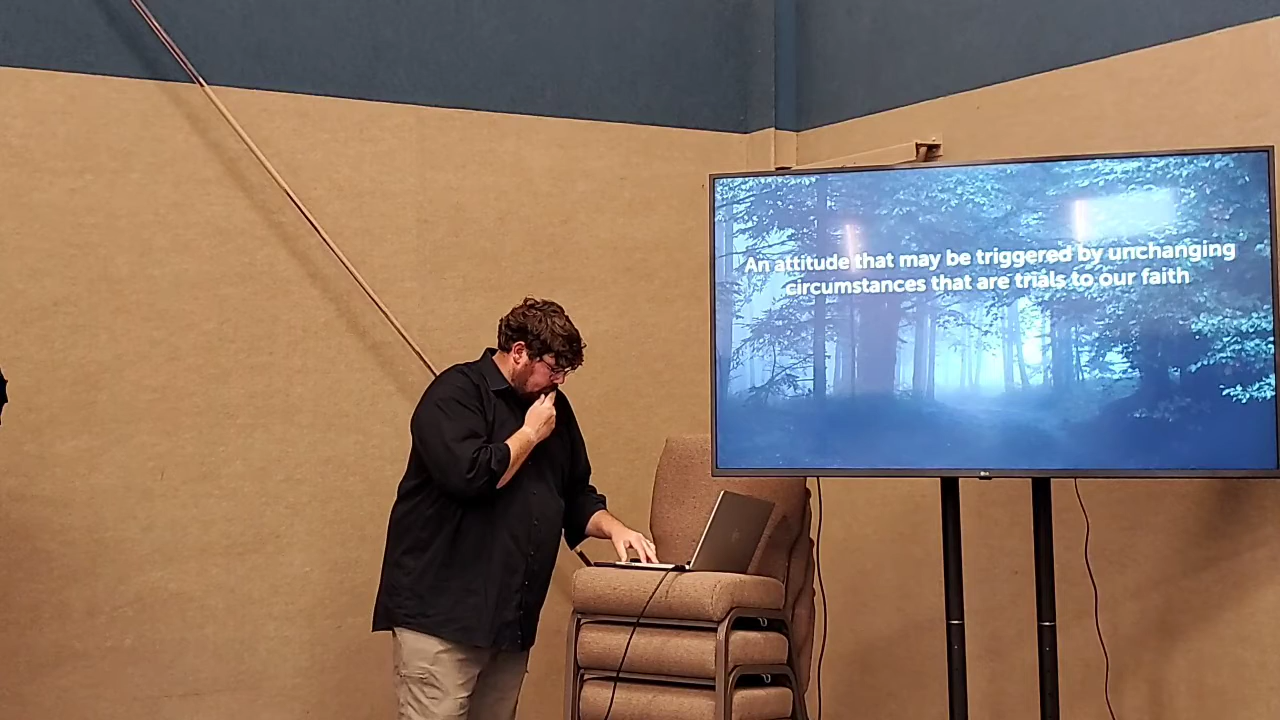 An attitude that may be triggered by unchanging
circumstances that are trials to our faith